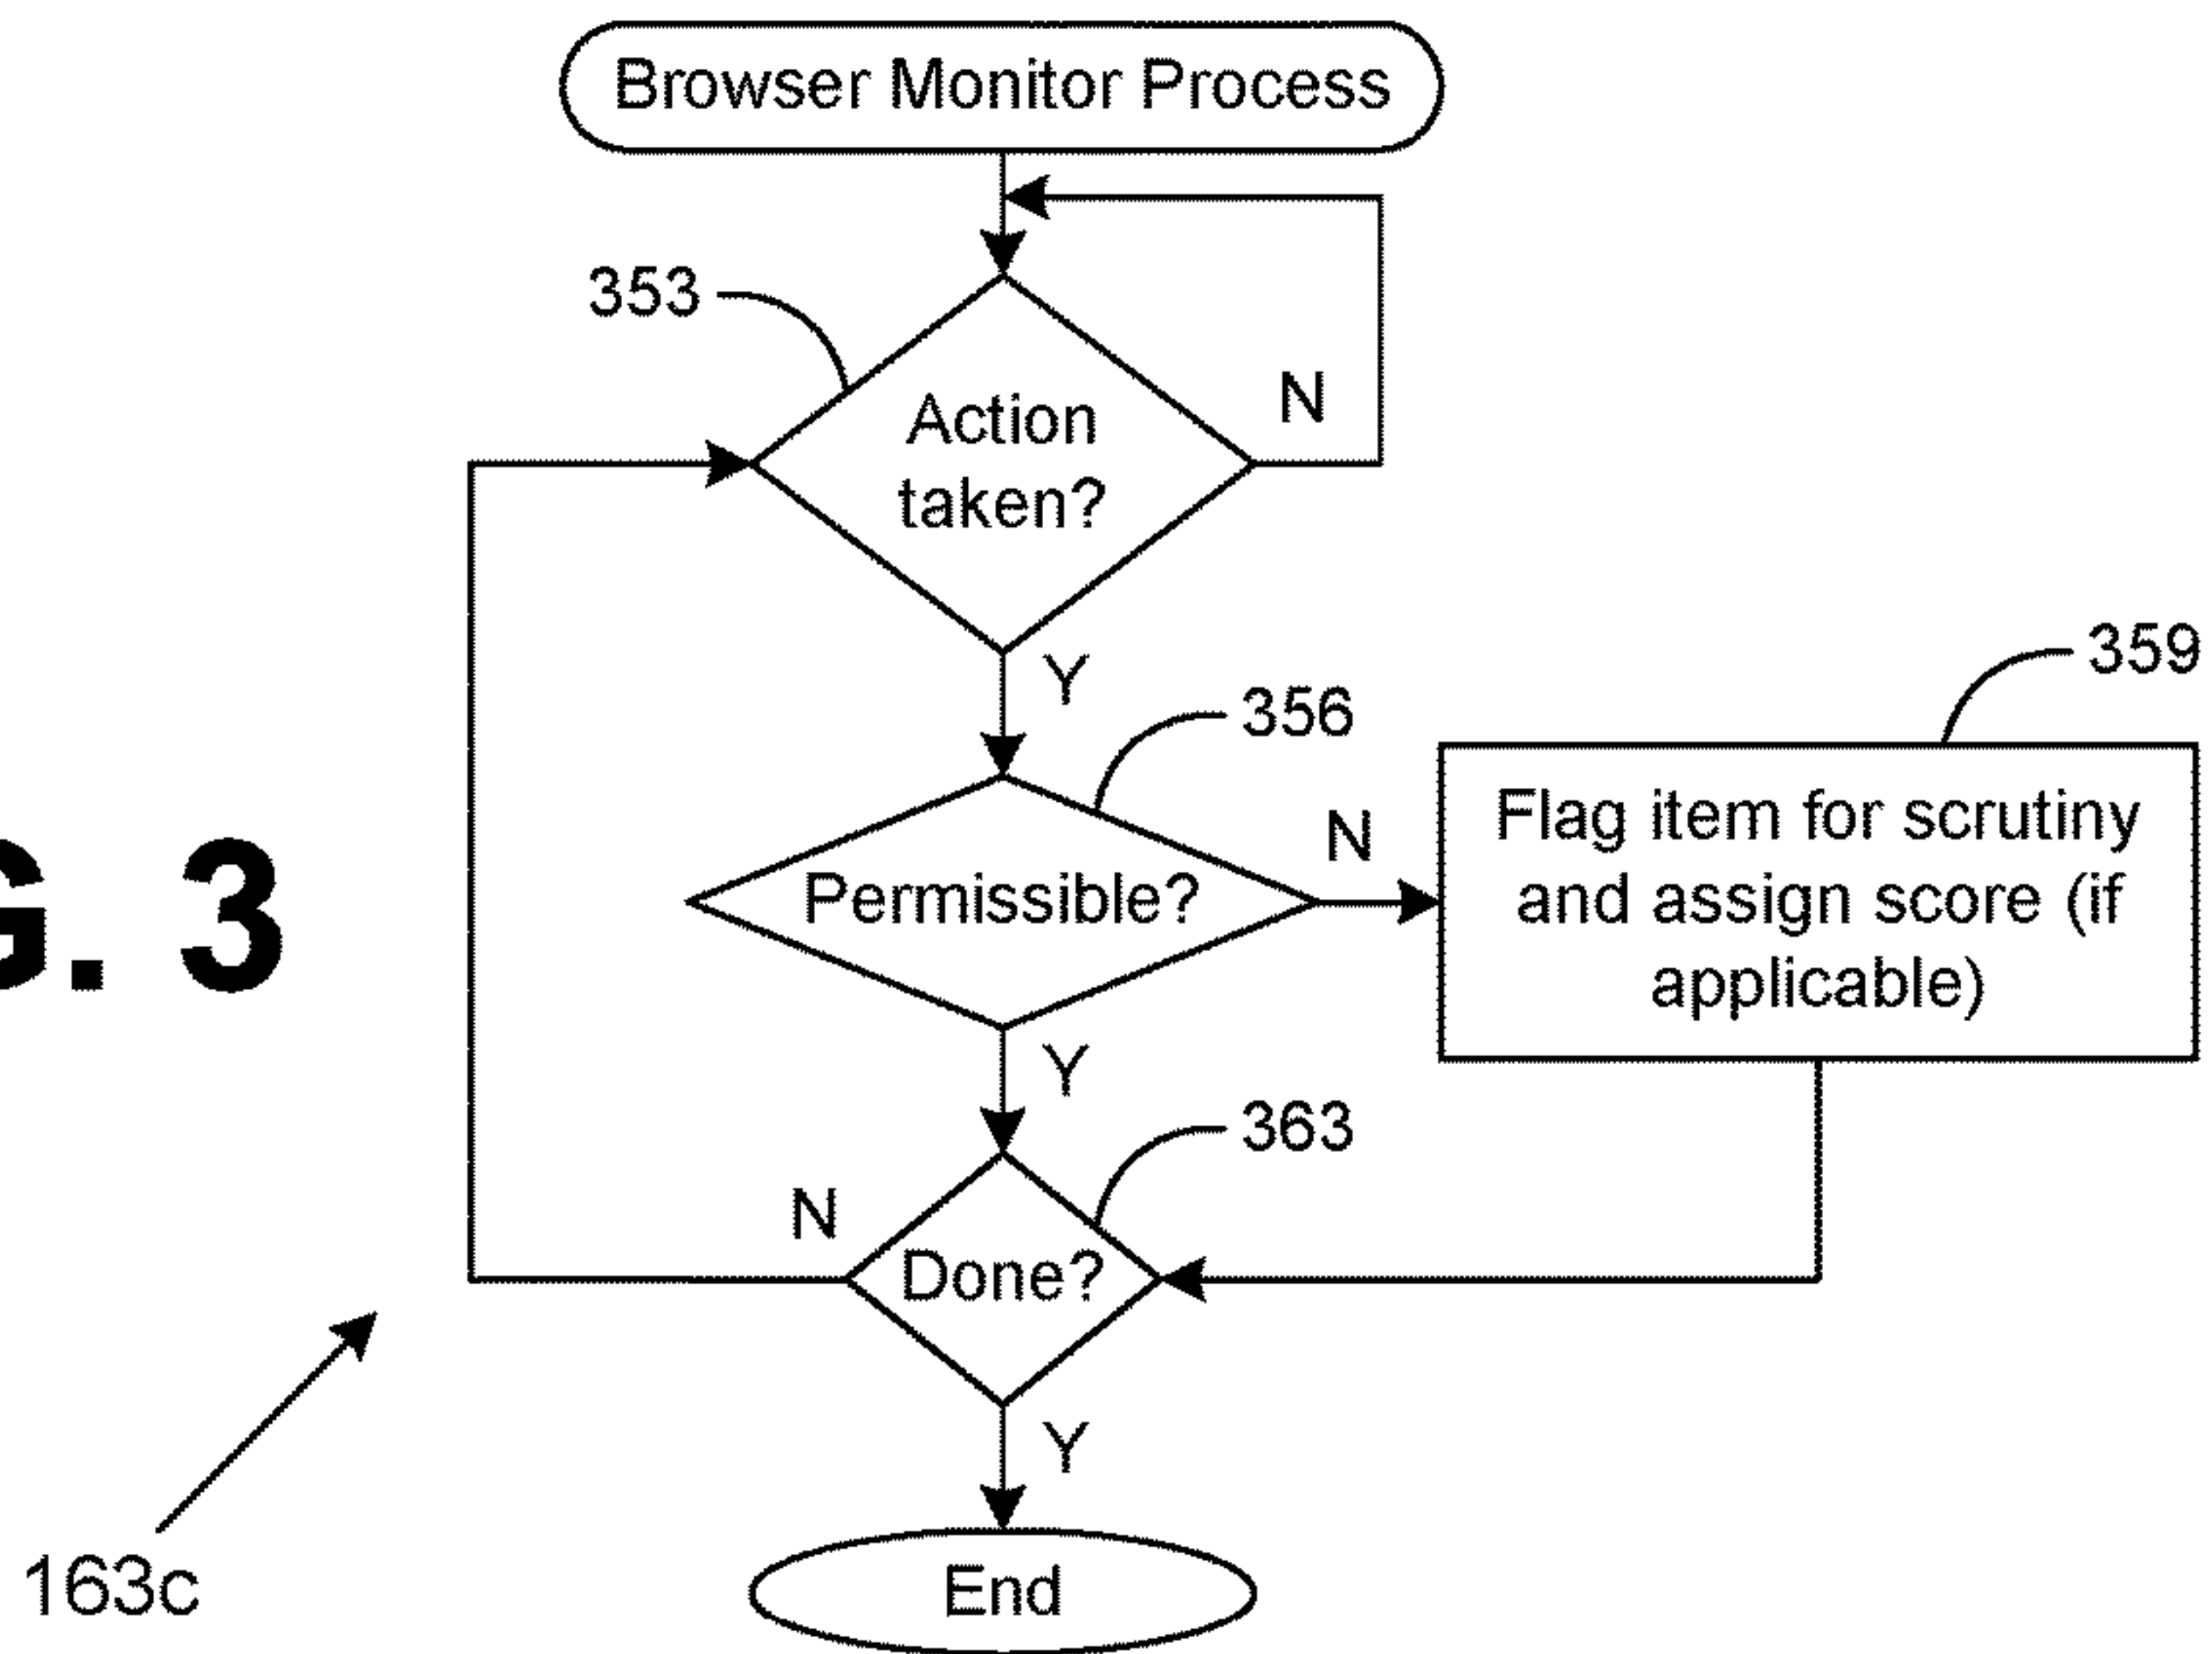 Browser Monitor Process
353
Action
taken?
N
Y
356
359
Permissible?
N
Flag item for scrutiny
and assign score (if
applicable)
G. 3
Y
363
N
Done?
Y
163c
End